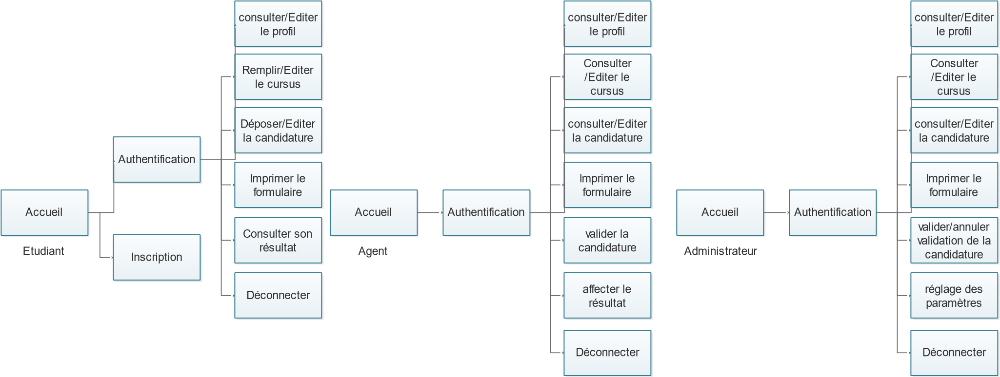 Accueil
Etudiant
Authentification
Inscription
consulter/Editer
le profil
Remplir/Editer
le cursus
Déposer/Editer
la candidature
Imprimer le
formulaire
Consulter son
résultat
Déconnecter
Accueil
Agent
Authentification
consulter/Editer
le profil
Consulter
/Editer le
cursus
consulter/Editer
la candidature
Imprimer le
formulaire
valider la
candidature
affecter le
résultat
Déconnecter
Accueil
Administrateur
Authentification
consulter/Editer
le profil
Consulter
/Editer le
cursus
consulter/Editer
la candidature
Imprimer le
formulaire
valider/annuler
validation de la
candidature
réglage des
paramètres
Déconnecter